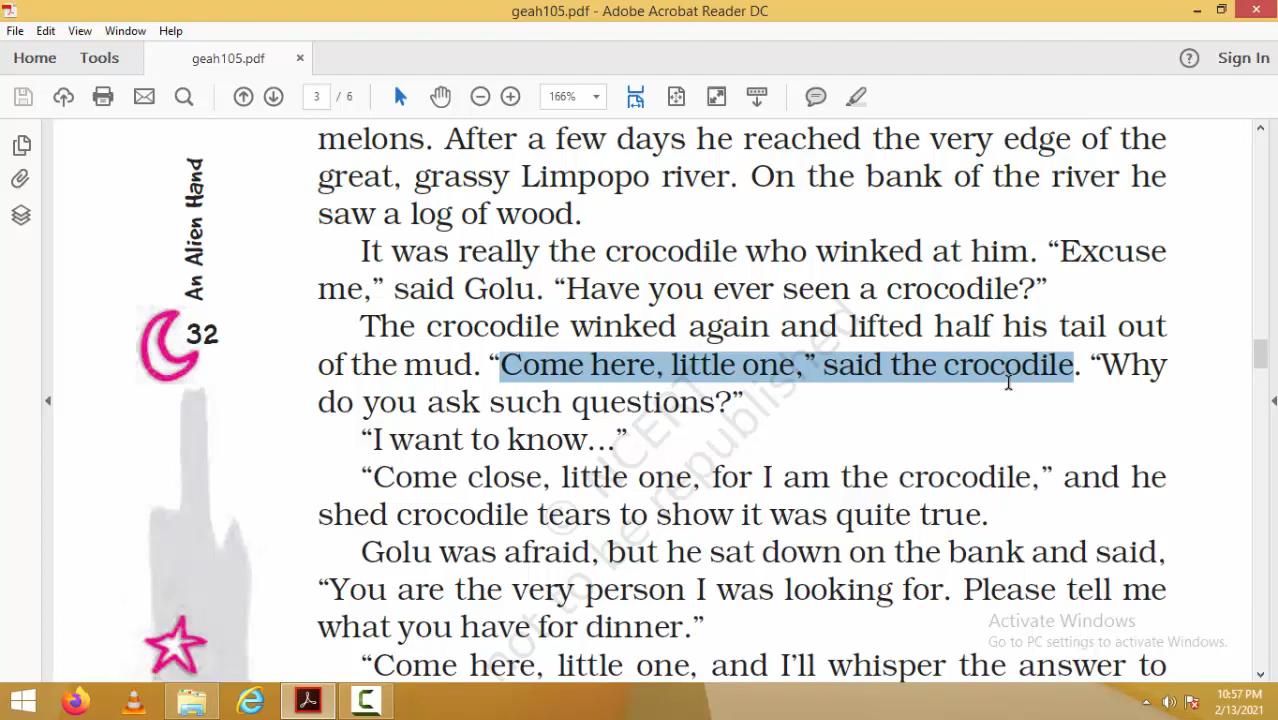 geah105.pdf - Adobe Acrobat Reader DC
File Edit View Window Help
Home Tools geah105.pdf × Sign In
3 / 6 166%
melons. After a few days he reached the very edge of the
great, grassy Limpopo river. On the bank of the river he
saw a log of wood.
It was really the crocodile who winked at him. “Excuse
me,” said Golu. “Have you ever seen a crocodile?”
The crocodile winked again and lifted half his tail out
of the mud. “Come here, little one,” said the crocodile. “Why
do you ask such questions?”
“I want to know…”
“Come close, little one, for I am the crocodile,” and he
shed crocodile tears to show it was quite true.
Golu was afraid, but he sat down on the bank and said,
“You are the very person I was looking for. Please tell me
what you have for dinner.”
“Come here, little one, and I’ll whisper the answer to
An Alien Hand
32
© NCERT
not to be republished
Activate Windows
Go to PC settings to activate Windows.
10:57 PM
2/13/2021